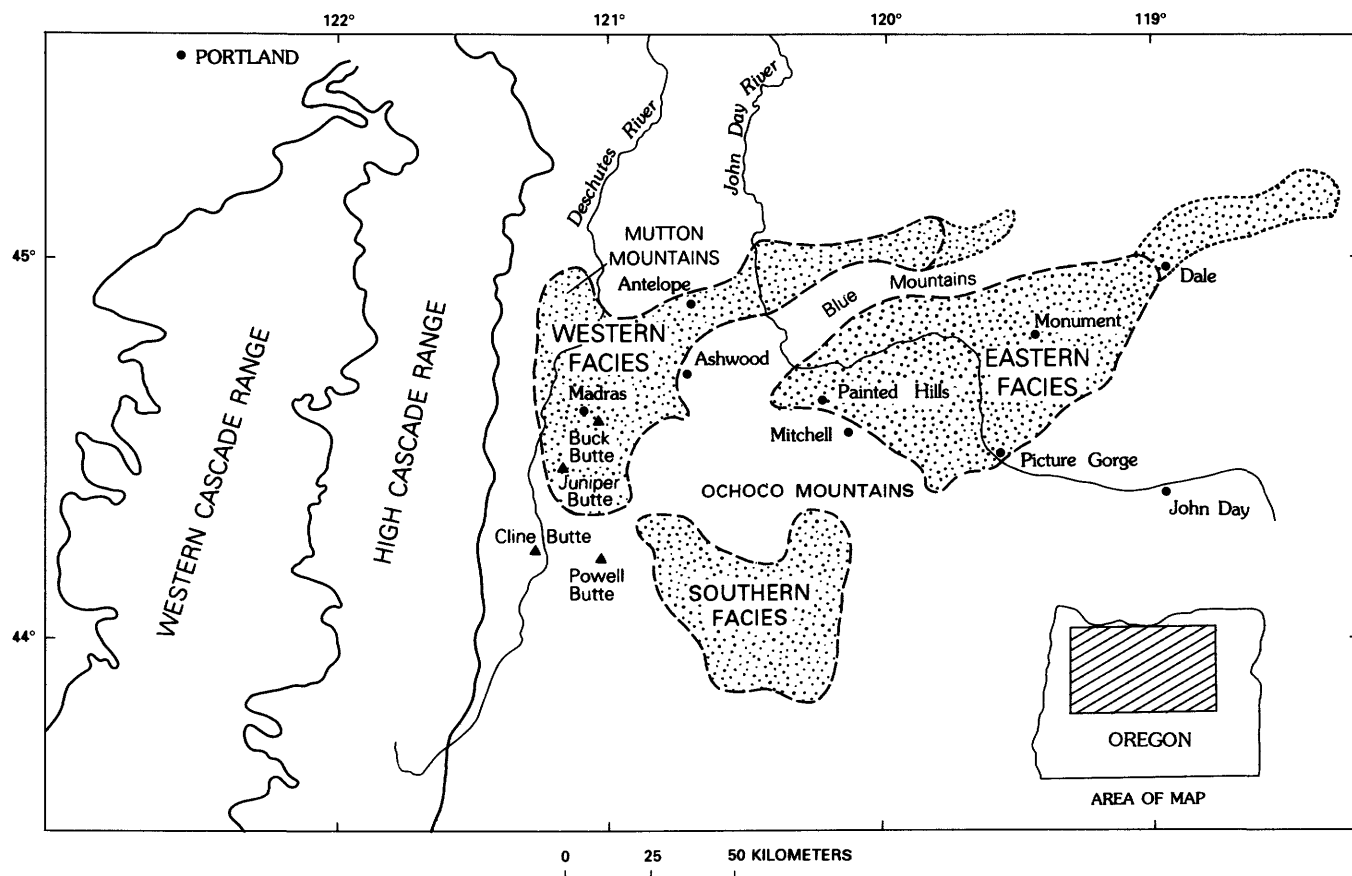 122°
121°
120°
119°
PORTLAND
Deschutes River
John Day River
45°
MUTTON
MOUNTAINS
Antelope
Blue Mountains
Dale
WESTERN
FACIES
Ashwood
Monument
EASTERN
FACIES
Madras
Painted Hills
Buck
Butte
Mitchell
Juniper
Butte
Picture Gorge
OCHOCO MOUNTAINS
John Day
WESTERN CASCADE RANGE
HIGH CASCADE RANGE
Cline Butte
Powell
Butte
SOUTHERN
FACIES
44°
OREGON
AREA OF MAP
0 25 50 KILOMETERS